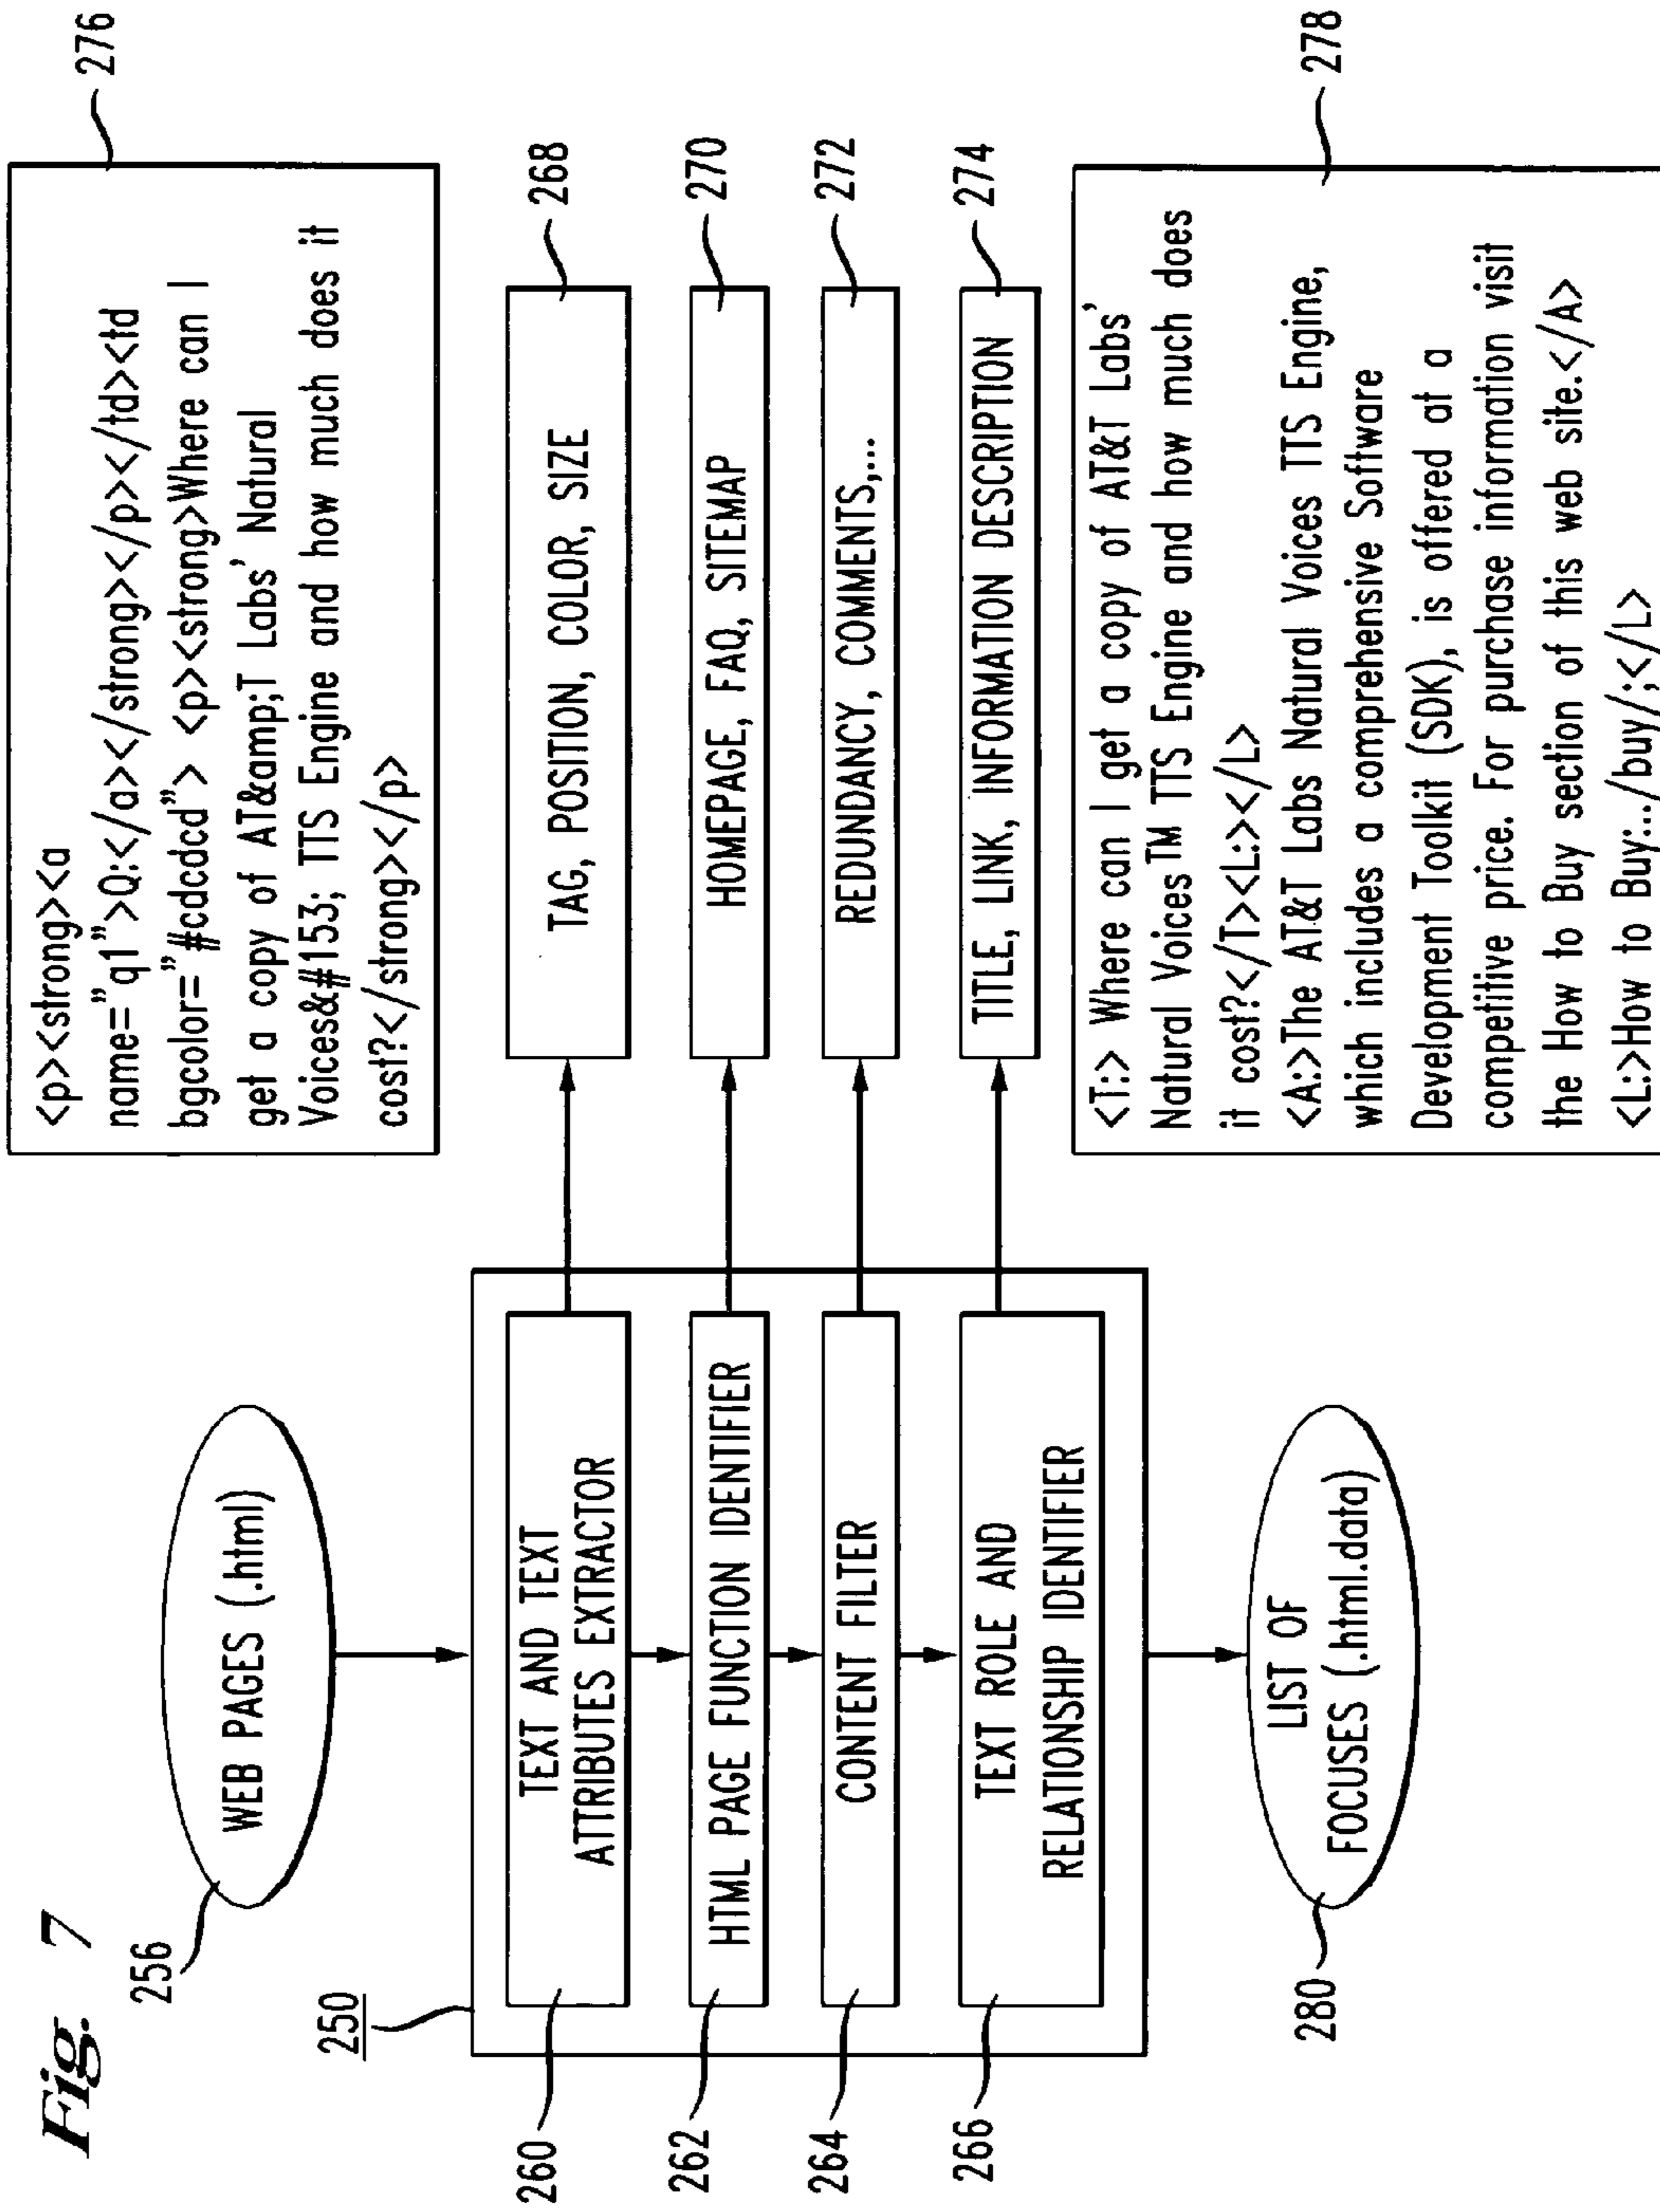 Fig. 7
256
WEB PAGES (.html)
276
<p><strong><a
name="q1">Q:</a></strong></p></td><td
bgcolor="#cdcdcd"> <p><strong>Where can I
get a copy of AT&amp;T Labs' Natural
Voices&#153; TTS Engine and how much does it
cost?</strong></p>
250
260
TEXT AND TEXT
ATTRIBUTES EXTRACTOR
TAG, POSITION, COLOR, SIZE
268
262
HTML PAGE FUNCTION IDENTIFIER
HOMEPAGE, FAQ, SITEMAP
270
264
CONTENT FILTER
REDUNDANCY, COMMENTS,...
272
266
TEXT ROLE AND
RELATIONSHIP IDENTIFIER
TITLE, LINK, INFORMATION DESCRIPTION
274
280
LIST OF
FOCUSES (.html.data)
<T:> Where can I get a copy of AT&T Labs'
Natural Voices™ TTS Engine and how much does
it cost?</T><L:></L>
<A:>The AT&T Labs Natural Voices TTS Engine,
which includes a comprehensive Software
Development Toolkit (SDK), is offered at a
competitive price. For purchase information visit
the How to Buy section of this web site.</A>
<L:>How to Buy:../buy/;</L>
278